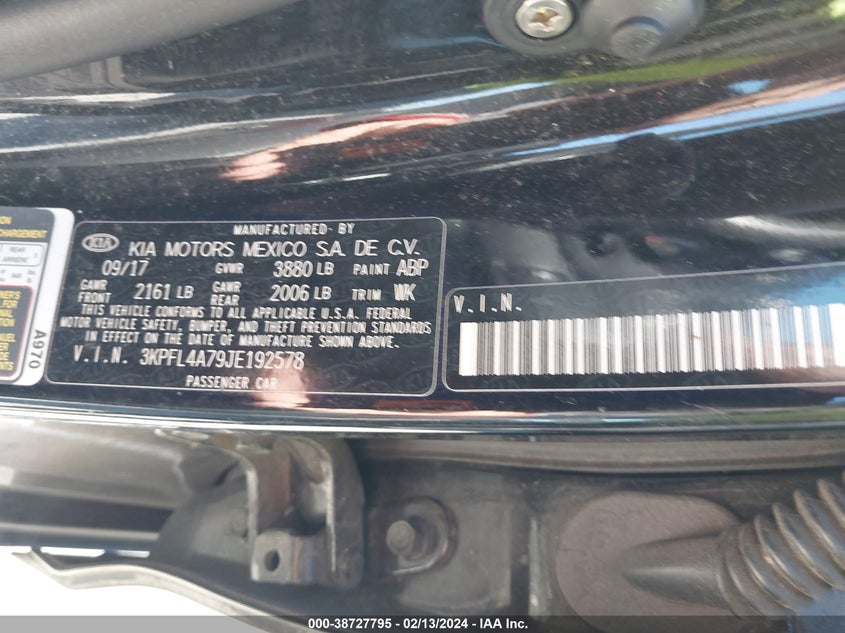 MANUFACTURED BY
KIA KIA MOTORS MEXICO S.A. DE C.V.
09/17 GVWR 3880 LB PAINT ABP
GAWR FRONT 2161 LB GAWR REAR 2006 LB TRIM WK
THIS VEHICLE CONFORMS TO ALL APPLICABLE U.S.A. FEDERAL
MOTOR VEHICLE SAFETY, BUMPER, AND THEFT PREVENTION STANDARDS
IN EFFECT ON THE DATE OF MANUFACTURE SHOWN ABOVE.
V.I.N. 3KPFL4A79JE192578
PASSENGER CAR
V.I.N.
A970
REAR
000-38727795 - 02/13/2024 - IAA Inc.